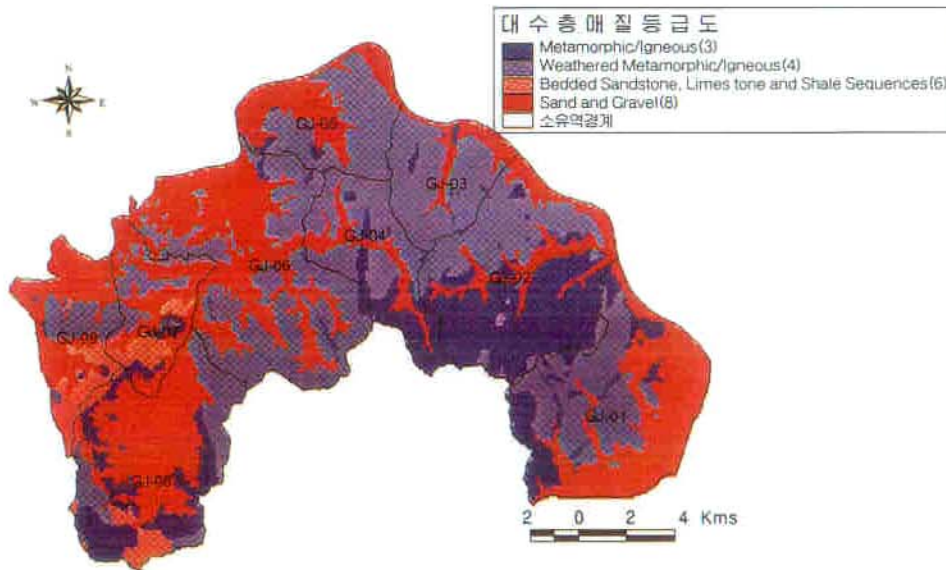 대수층매질등급도
Metamorphic/Igneous(3)
Weathered Metamorphic/Igneous(4)
Bedded Sandstone, Limes tone and Shale Sequences(6)
Sand and Gravel(8)
소유역경계
N
W E
S
GJ-05
GJ-03
GJ-04
GJ-06
GJ-02
GJ-09
GJ-01
2 0 2 4 Kms